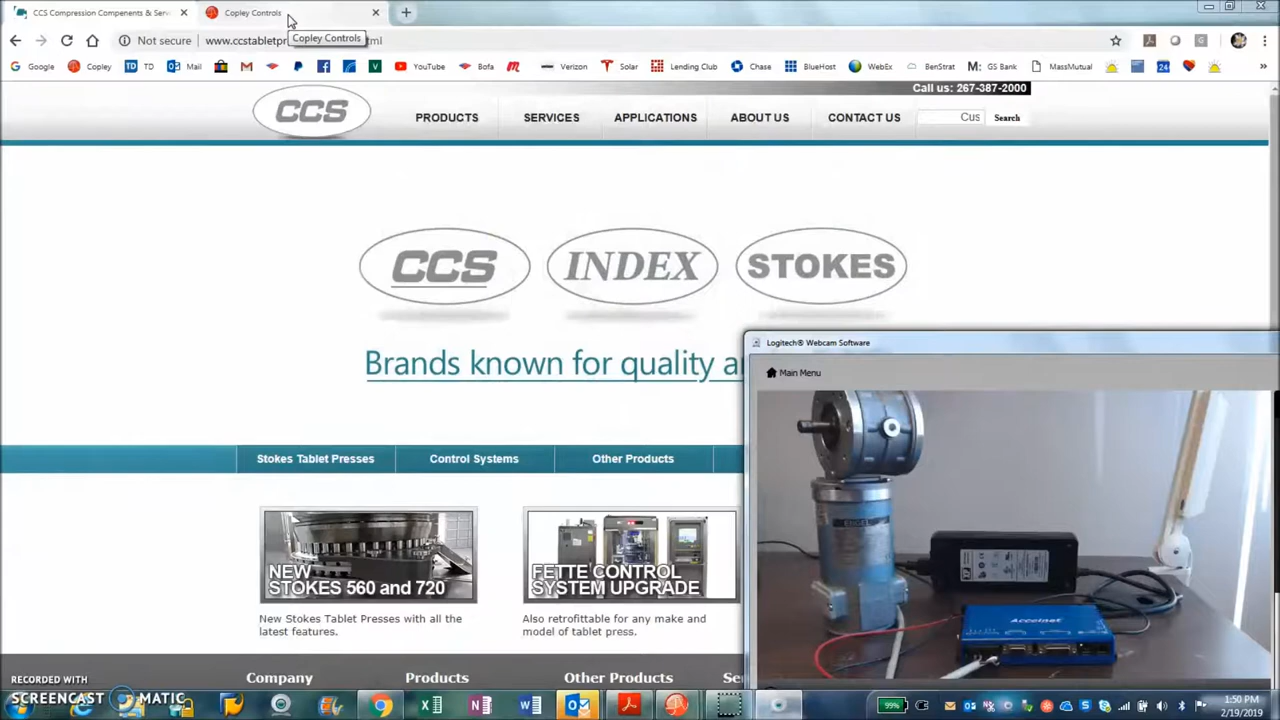 CCS Compression Compenents & Serv
Copley Controls
Not secure
www.ccstabletpr
ml
Copley Controls
Google
Copley
TD
Mail
YouTube
Bofa
Verizon
Solar
Lending Club
Chase
BlueHost
WebEx
BenStrat
GS Bank
MassMutual
Call us: 267-387-2000
CCS
PRODUCTS
SERVICES
APPLICATIONS
ABOUT US
CONTACT US
Cus
Search
CCS
INDEX
STOKES
Brands known for quality a
Logitech® Webcam Software
Main Menu
Stokes Tablet Presses
Control Systems
Other Products
NEW
STOKES 560 and 720
FETTE CONTROL
SYSTEM UPGRADE
New Stokes Tablet Presses with all the
latest features.
Also retrofittable for any make and
model of tablet press.
Accelnet
Company
Products
Other Products
Se
RECORDED WITH
SCREENCAST MATIC
99%
1:50 PM
2/19/2019